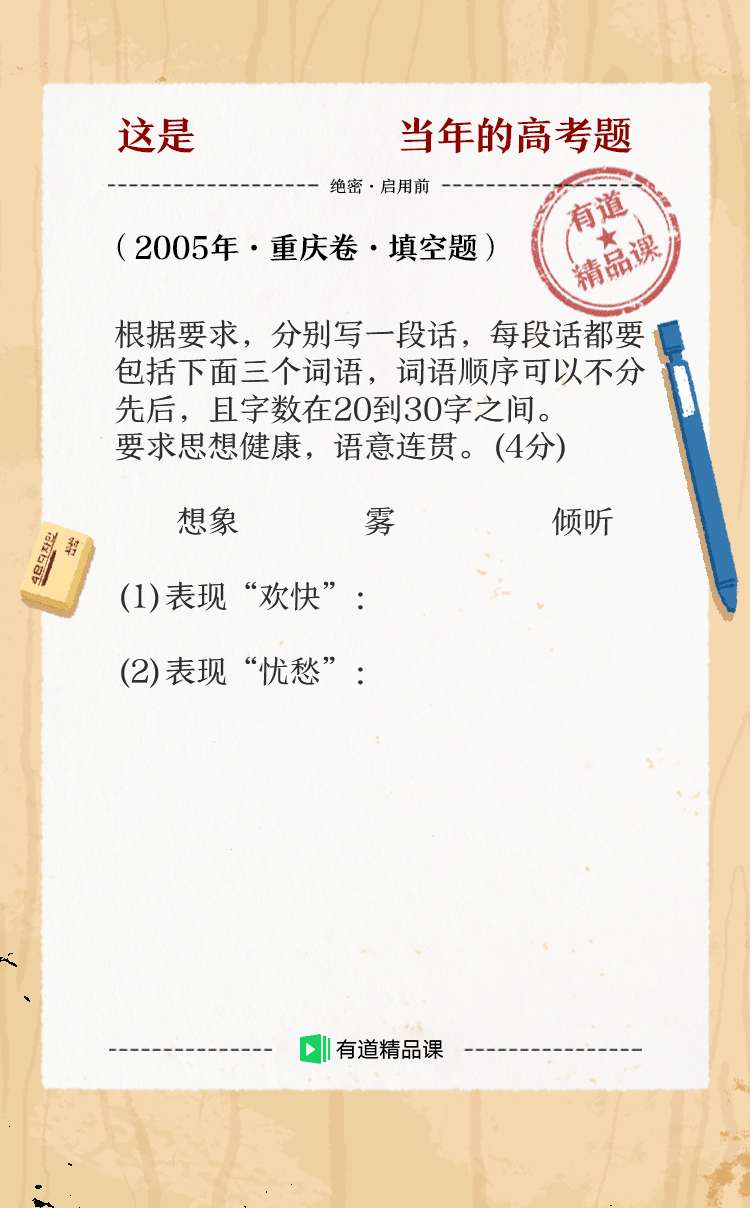 这是 当年的高考题
绝密·启用前
有道
精品课
（2005年·重庆卷·填空题）
根据要求，分别写一段话，每段话都要
包括下面三个词语，词语顺序可以不分
先后，且字数在20到30字之间。
要求思想健康，语意连贯。(4分)
想象 雾 倾听
(1)表现“欢快”：
(2)表现“忧愁”：
有道精品课